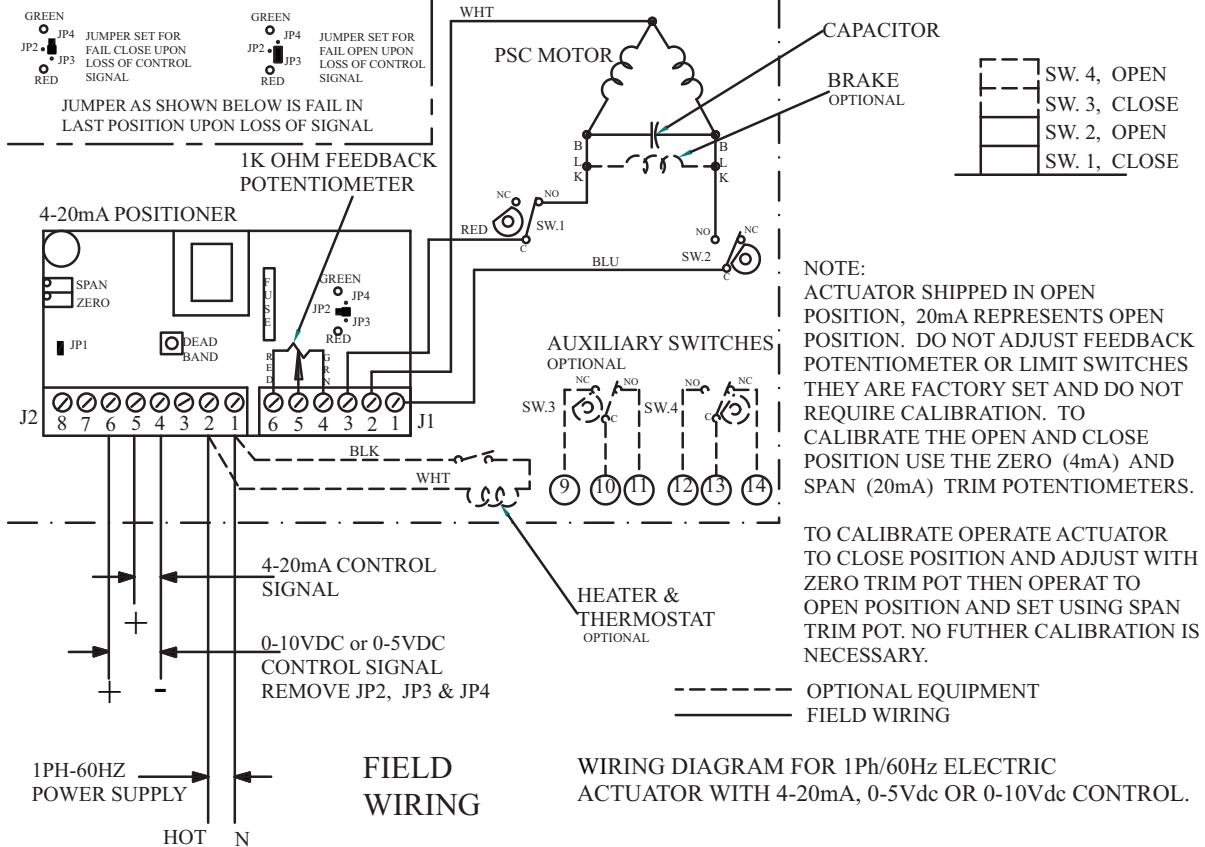 GREEN
JP4
JP2
JP3
RED
JUMPER SET FOR
FAIL CLOSE UPON
LOSS OF CONTROL
SIGNAL
GREEN
JP4
JP2
JP3
RED
JUMPER SET FOR
FAIL OPEN UPON
LOSS OF CONTROL
SIGNAL
JUMPER AS SHOWN BELOW IS FAIL IN
LAST POSITION UPON LOSS OF SIGNAL
WHT
PSC MOTOR
CAPACITOR
BRAKE
OPTIONAL
BLK
BLK
SW. 4, OPEN
SW. 3, CLOSE
SW. 2, OPEN
SW. 1, CLOSE
1K OHM FEEDBACK
POTENTIOMETER
4-20mA POSITIONER
NC
NO
RED
SW.1
C
NO
NC
SW.2
C
BLU
SPAN
ZERO
JP1
DEAD
BAND
FUSE
GREEN
JP4
JP2
JP3
RED
RED
GRN
J2
8 7 6 5 4 3 2 1
6 5 4 3 2 1
J1
BLK
WHT
AUXILIARY SWITCHES
OPTIONAL
NC
NO
SW.3
C
NO
NC
SW.4
C
9 10 11 12 13 14
NOTE:
ACTUATOR SHIPPED IN OPEN
POSITION, 20mA REPRESENTS OPEN
POSITION. DO NOT ADJUST FEEDBACK
POTENTIOMETER OR LIMIT SWITCHES
THEY ARE FACTORY SET AND DO NOT
REQUIRE CALIBRATION. TO
CALIBRATE THE OPEN AND CLOSE
POSITION USE THE ZERO (4mA) AND
SPAN (20mA) TRIM POTENTIOMETERS.
TO CALIBRATE OPERATE ACTUATOR
TO CLOSE POSITION AND ADJUST WITH
ZERO TRIM POT THEN OPERAT TO
OPEN POSITION AND SET USING SPAN
TRIM POT. NO FUTHER CALIBRATION IS
NECESSARY.
4-20mA CONTROL
SIGNAL
+
0-10VDC or 0-5VDC
CONTROL SIGNAL
REMOVE JP2, JP3 & JP4
+ -
HEATER &
THERMOSTAT
OPTIONAL
OPTIONAL EQUIPMENT
FIELD WIRING
1PH-60HZ
POWER SUPPLY
HOT N
FIELD
WIRING
WIRING DIAGRAM FOR 1Ph/60Hz ELECTRIC
ACTUATOR WITH 4-20mA, 0-5Vdc OR 0-10Vdc CONTROL.